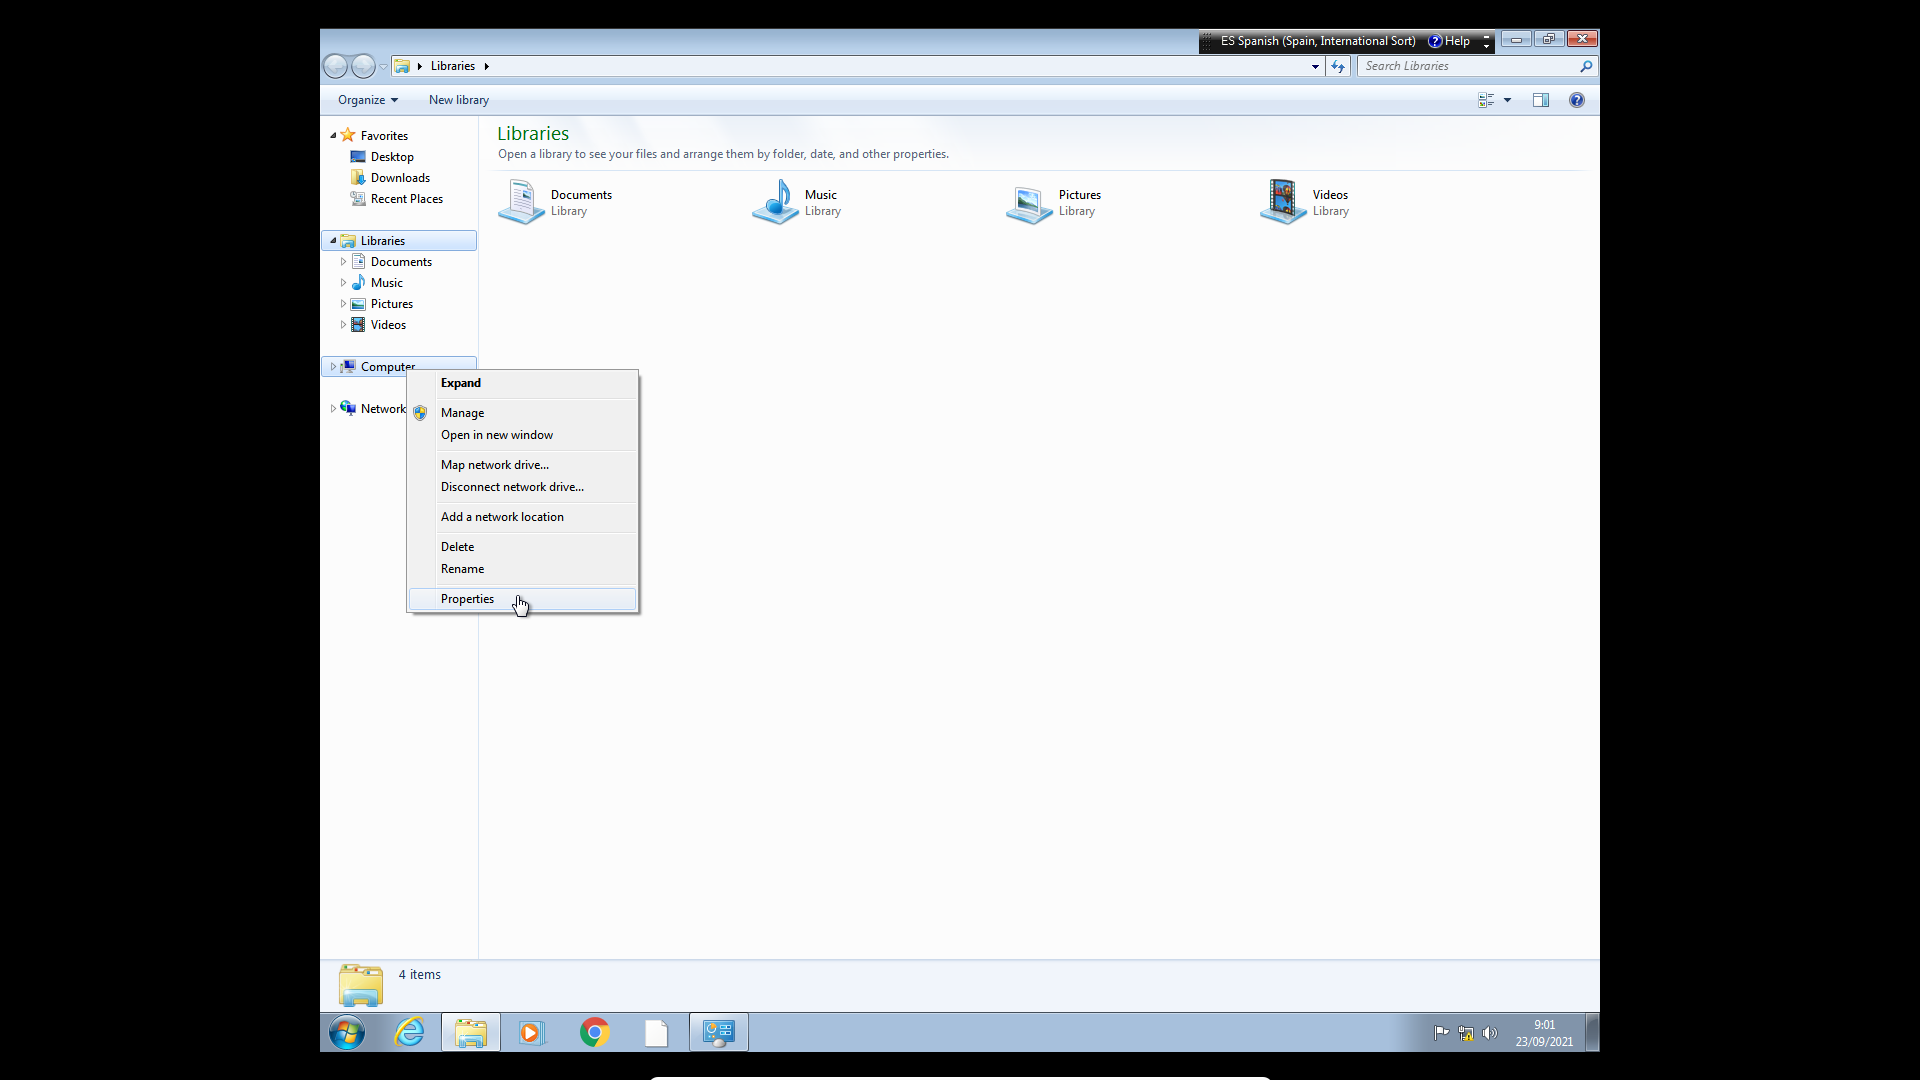 ES Spanish (Spain, International Sort) Help
Libraries
Search Libraries
Organize New library
Favorites
Desktop
Downloads
Recent Places
Libraries
Documents
Music
Pictures
Videos
Computer
Network
Libraries
Open a library to see your files and arrange them by folder, date, and other properties.
Documents
Library
Music
Library
Pictures
Library
Videos
Library
Expand
Manage
Open in new window
Map network drive...
Disconnect network drive...
Add a network location
Delete
Rename
Properties
4 items
9:01
23/09/2021